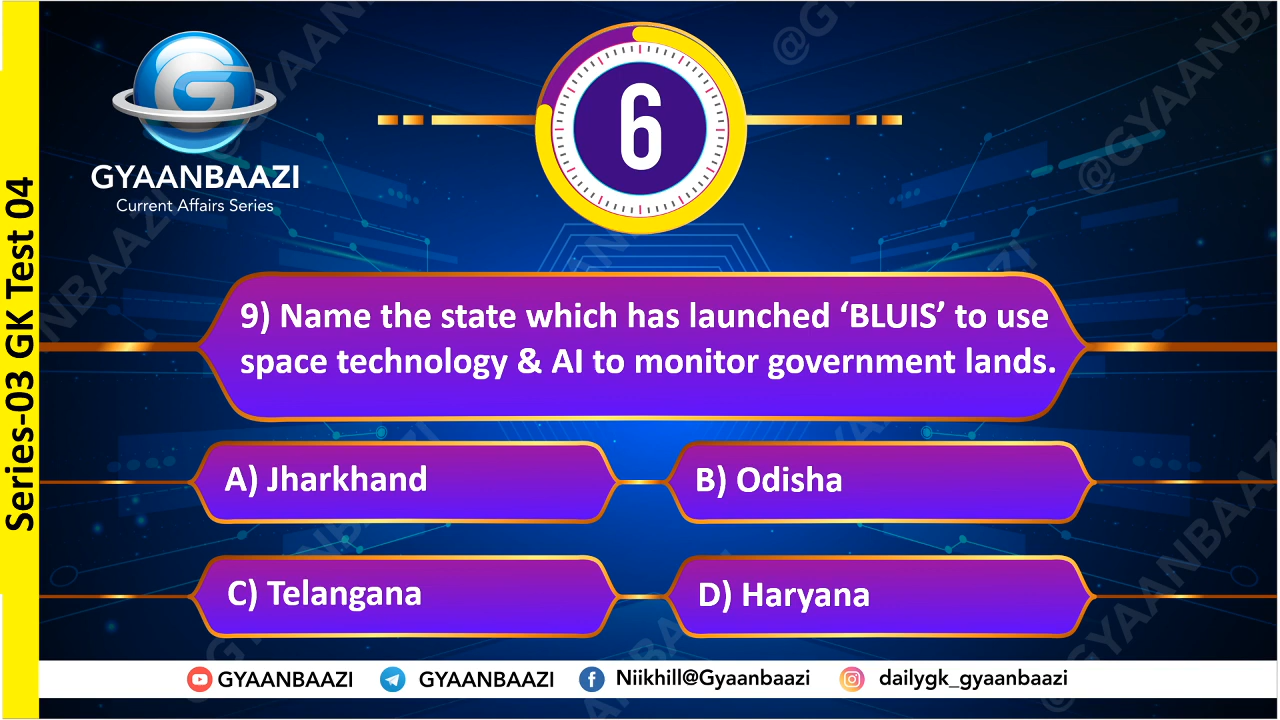 Series-03 GK Test 04
GYAANBAAZI
Current Affairs Series
6
9) Name the state which has launched ‘BLUIS’ to use
space technology & AI to monitor government lands.
A) Jharkhand
B) Odisha
C) Telangana
D) Haryana
GYAANBAAZI GYAANBAAZI Niikhill@Gyaanbaazi dailygk_gyaanbaazi
@GYAANBAAZI